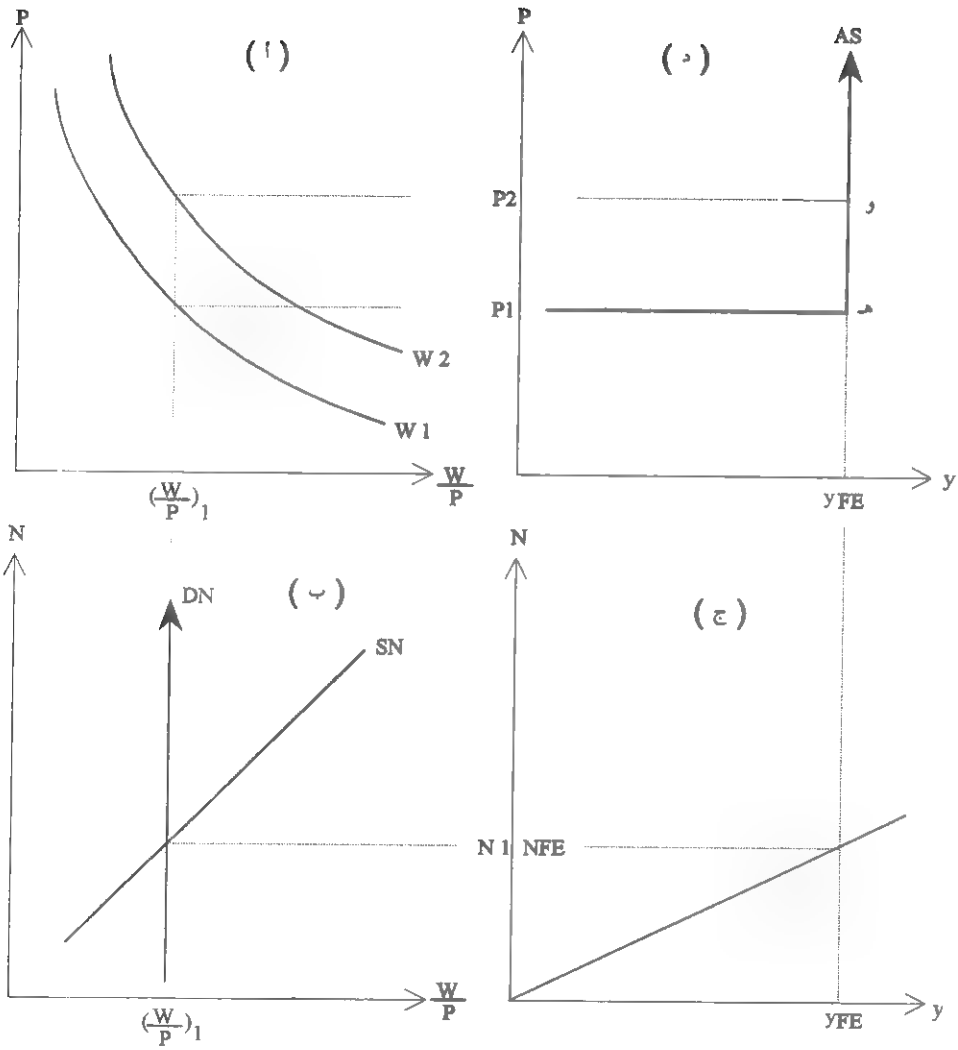 P
( أ )
W 2
W 1
W/P
(W/P)1
P
( د )
AS
P2
و
P1
هـ
y
yFE
N
( ب )
DN
SN
W/P
(W/P)1
N
( ج )
N 1 NFE
y
yFE